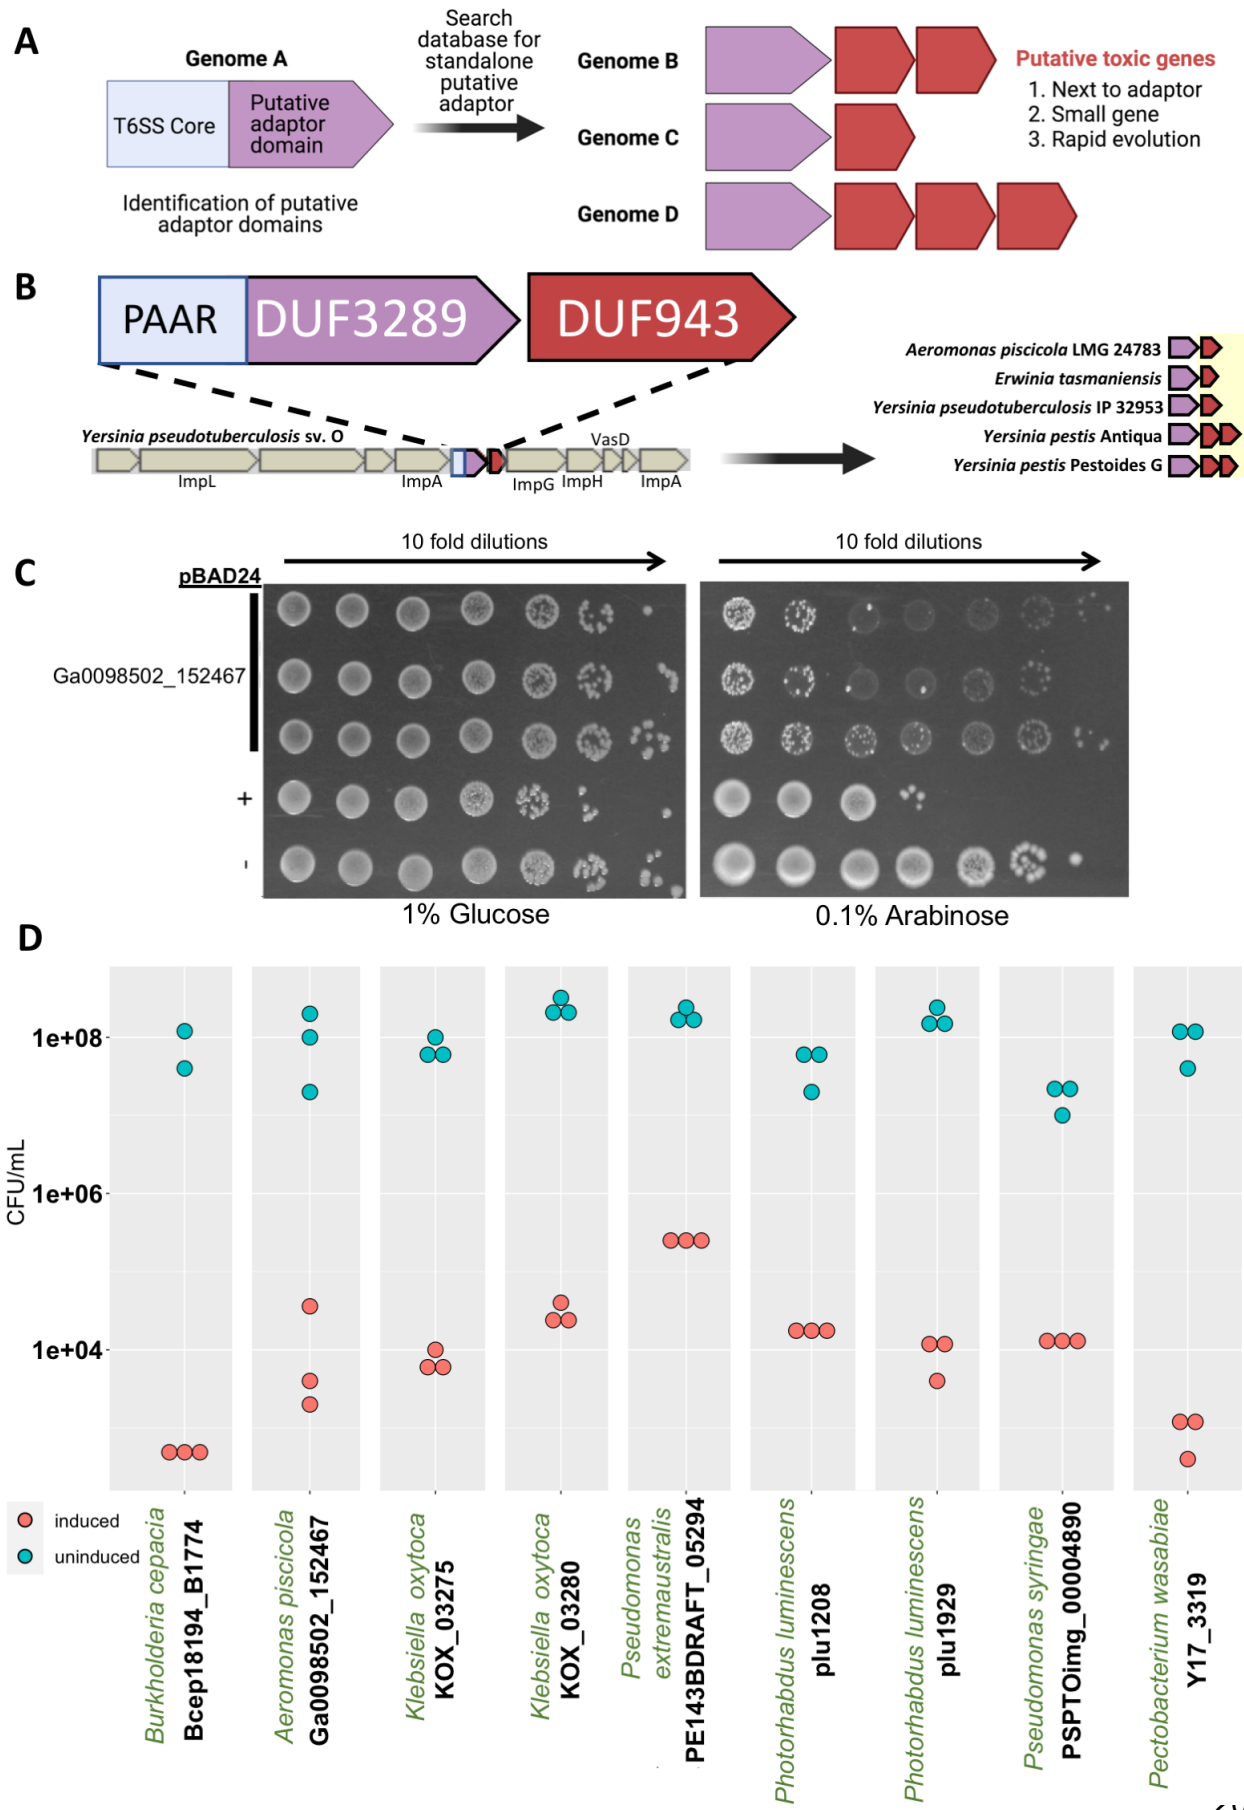 A
Genome A
T6SS Core
Putative
adaptor
domain
Identification of putative
adaptor domains
Search
database for
standalone
putative
adaptor
Genome B
Genome C
Genome D
Putative toxic genes
1. Next to adaptor
2. Small gene
3. Rapid evolution
B
PAAR
DUF3289
DUF943
Yersinia pseudotuberculosis sv. O
ImpL
ImpA
ImpG
ImpH
VasD
ImpA
Aeromonas piscicola LMG 24783
Erwinia tasmaniensis
Yersinia pseudotuberculosis IP 32953
Yersinia pestis Antiqua
Yersinia pestis Pestoides G
C
10 fold dilutions
10 fold dilutions
pBAD24
Ga0098502_152467
+
-
1% Glucose
0.1% Arabinose
D
CFU/mL
1e+08
1e+06
1e+04
induced
uninduced
Burkholderia cepacia
Bcep18194_B1774
Aeromonas piscicola
Ga0098502_152467
Klebsiella oxytoca
KOX_03275
Klebsiella oxytoca
KOX_03280
Pseudomonas
extremaustralis
PE143BDRAFT_05294
Photorhabdus luminescens
plu1208
Photorhabdus luminescens
plu1929
Pseudomonas syringae
PSPTOimg_00004890
Pectobacterium wasabiae
Y17_3319